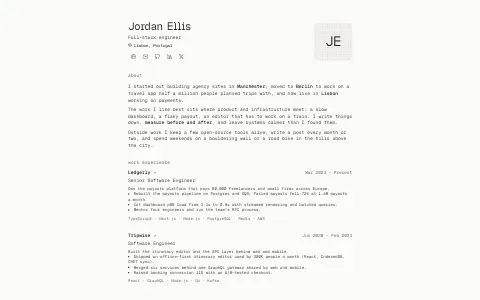 Jordan Ellis
Full-stack engineer
Lisbon, Portugal
JE
about
I started out building agency sites in Manchester, moved to Berlin to work on a
travel app half a million people planned trips with, and now live in Lisbon
working on payments.
The work I like best sits where product and infrastructure meet: a slow
dashboard, a flaky payout, an editor that has to work on a train. I write things
down, measure before and after, and leave systems calmer than I found them.
Outside work I keep a few open-source tools alive, write a post every month or
two, and spend weekends on a bouldering wall or a road bike in the hills above
the city.
work experience
Ledgerly
Mar 2023 - Present
Senior Software Engineer
Own the payouts platform that pays 80,000 freelancers and small firms across Europe.
• Rebuilt the payouts pipeline on Postgres and SQS. Failed payouts fell 72% at 1.4M payouts
a month.
• Cut dashboard p95 load from 3.1s to 0.9s with streamed rendering and batched queries.
• Mentor four engineers and run the team's RFC process.
TypeScript · Next.js · Node.js · PostgreSQL · Redis · AWS
Tripwise
Jun 2020 - Feb 2023
Software Engineer
Built the itinerary editor and the API layer behind web and mobile.
• Shipped an offline-first itinerary editor used by 500K people a month (React, IndexedDB,
CRDT sync).
• Merged six services behind one GraphQL gateway shared by web and mobile.
• Raised booking conversion 11% with an A/B-tested checkout.
React · GraphQL · Node.js · Go · Kafka